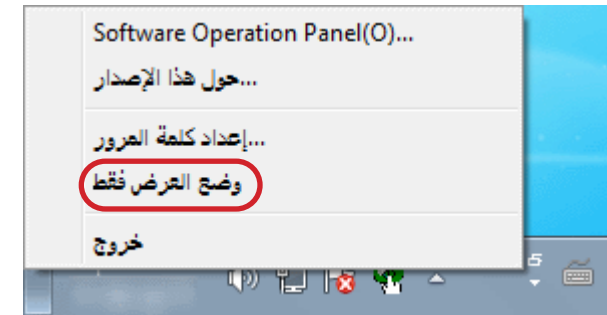 Software Operation Panel(O)...
حول هذا الإصدار...
إعداد كلمة المرور...
وضع العرض فقط
خروج